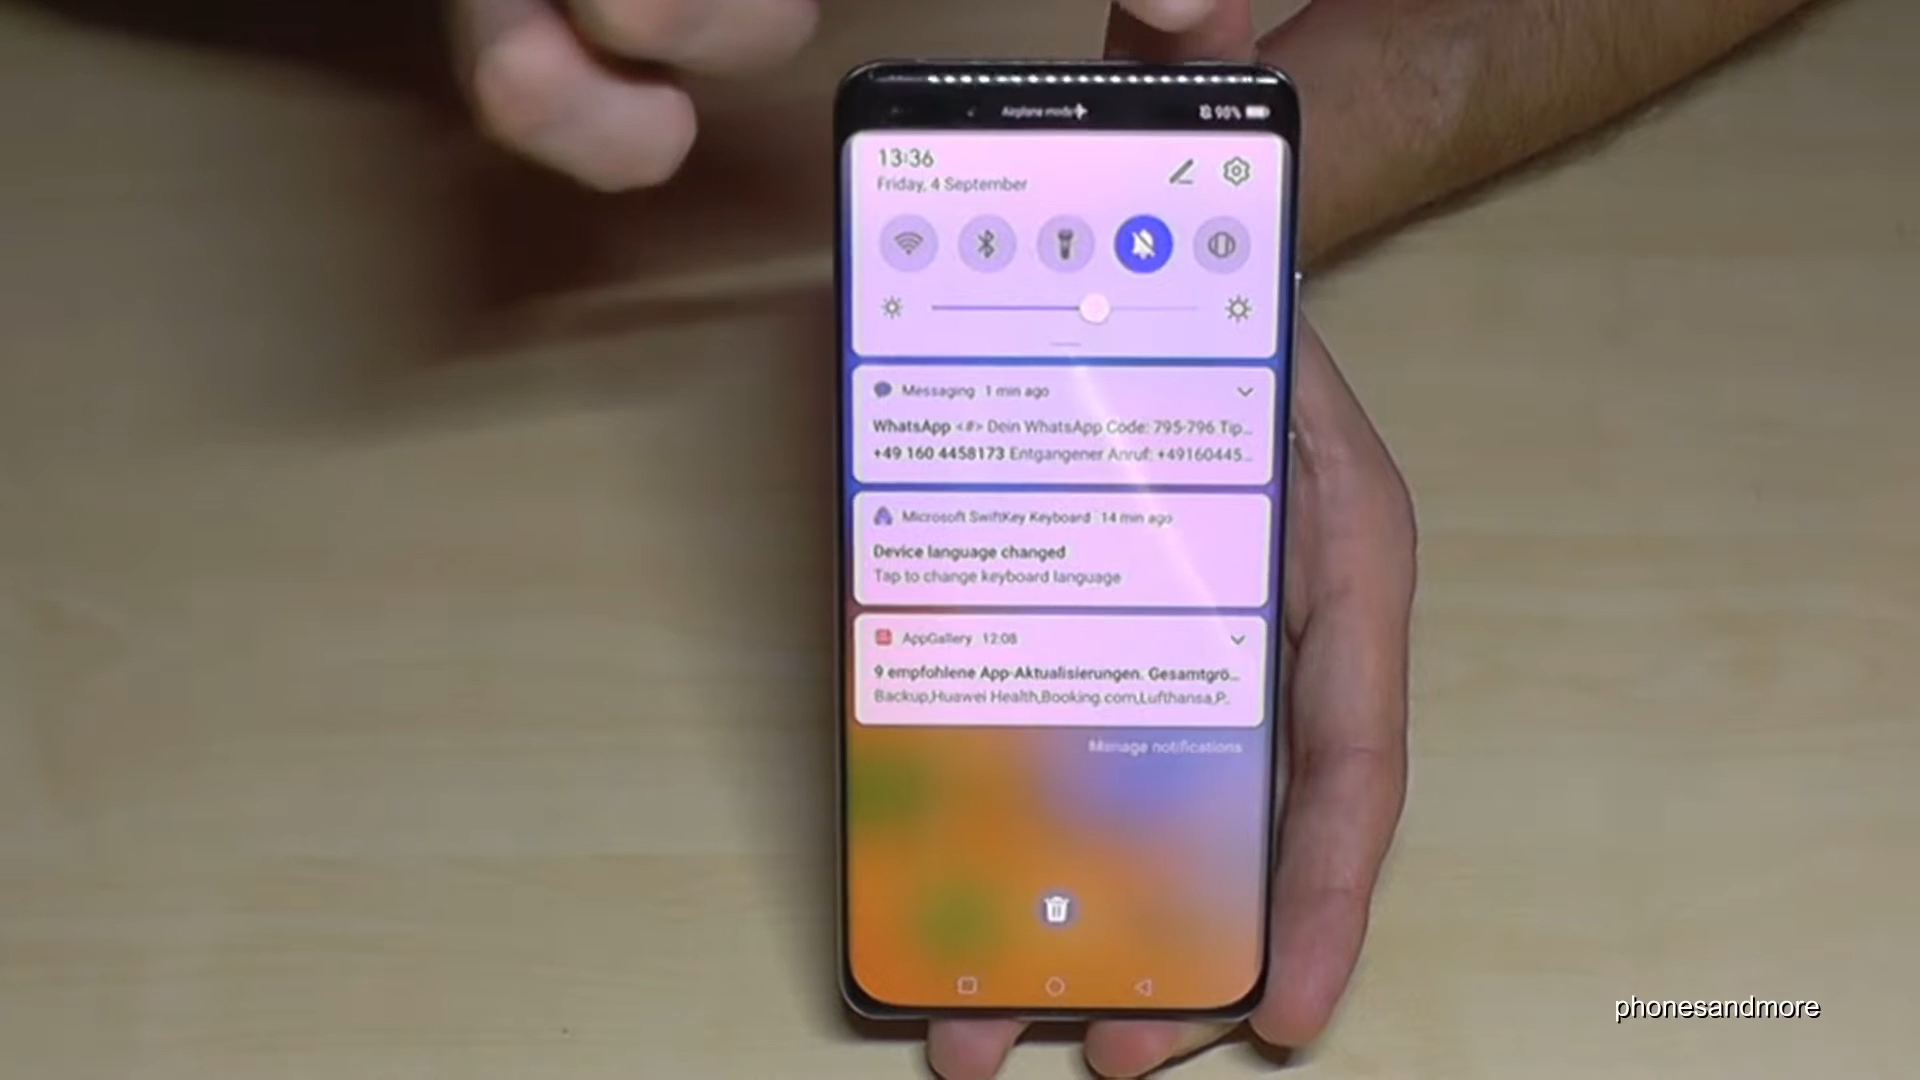 Airplane mode
98%
13:36
Friday, 4 September
Messaging 1 min ago
WhatsApp <#> Dein WhatsApp Code: 795-796 Tip...
+49 160 4458173 Entgangener Anruf: +49160445...
Microsoft SwiftKey Keyboard 14 min ago
Device language changed
Tap to change keyboard language
AppGallery 12:08
9 empfohlene App-Aktualisierungen. Gesamtgrö...
Backup,Huawei Health,Booking.com,Lufthansa,P...
Manage notifications
phonesandmore